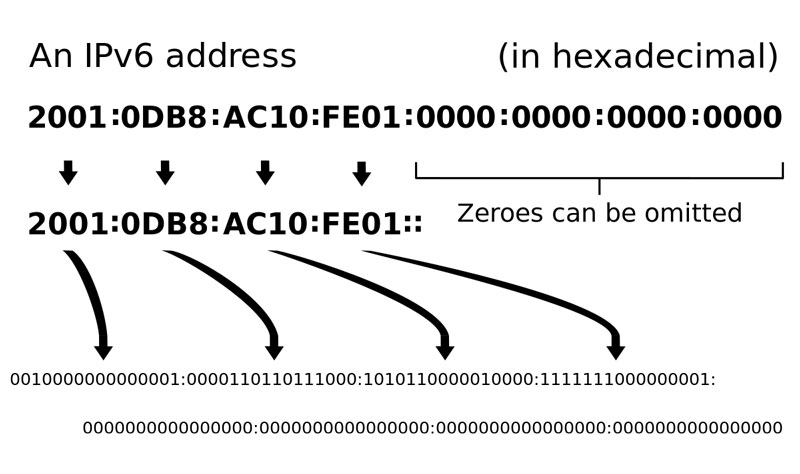 An IPv6 address (in hexadecimal)
2001:0DB8:AC10:FE01:0000:0000:0000:0000
2001:0DB8:AC10:FE01::
Zeroes can be omitted
0010000000000001:0000110110111000:1010110000010000:1111111000000001:
0000000000000000:0000000000000000:0000000000000000:0000000000000000